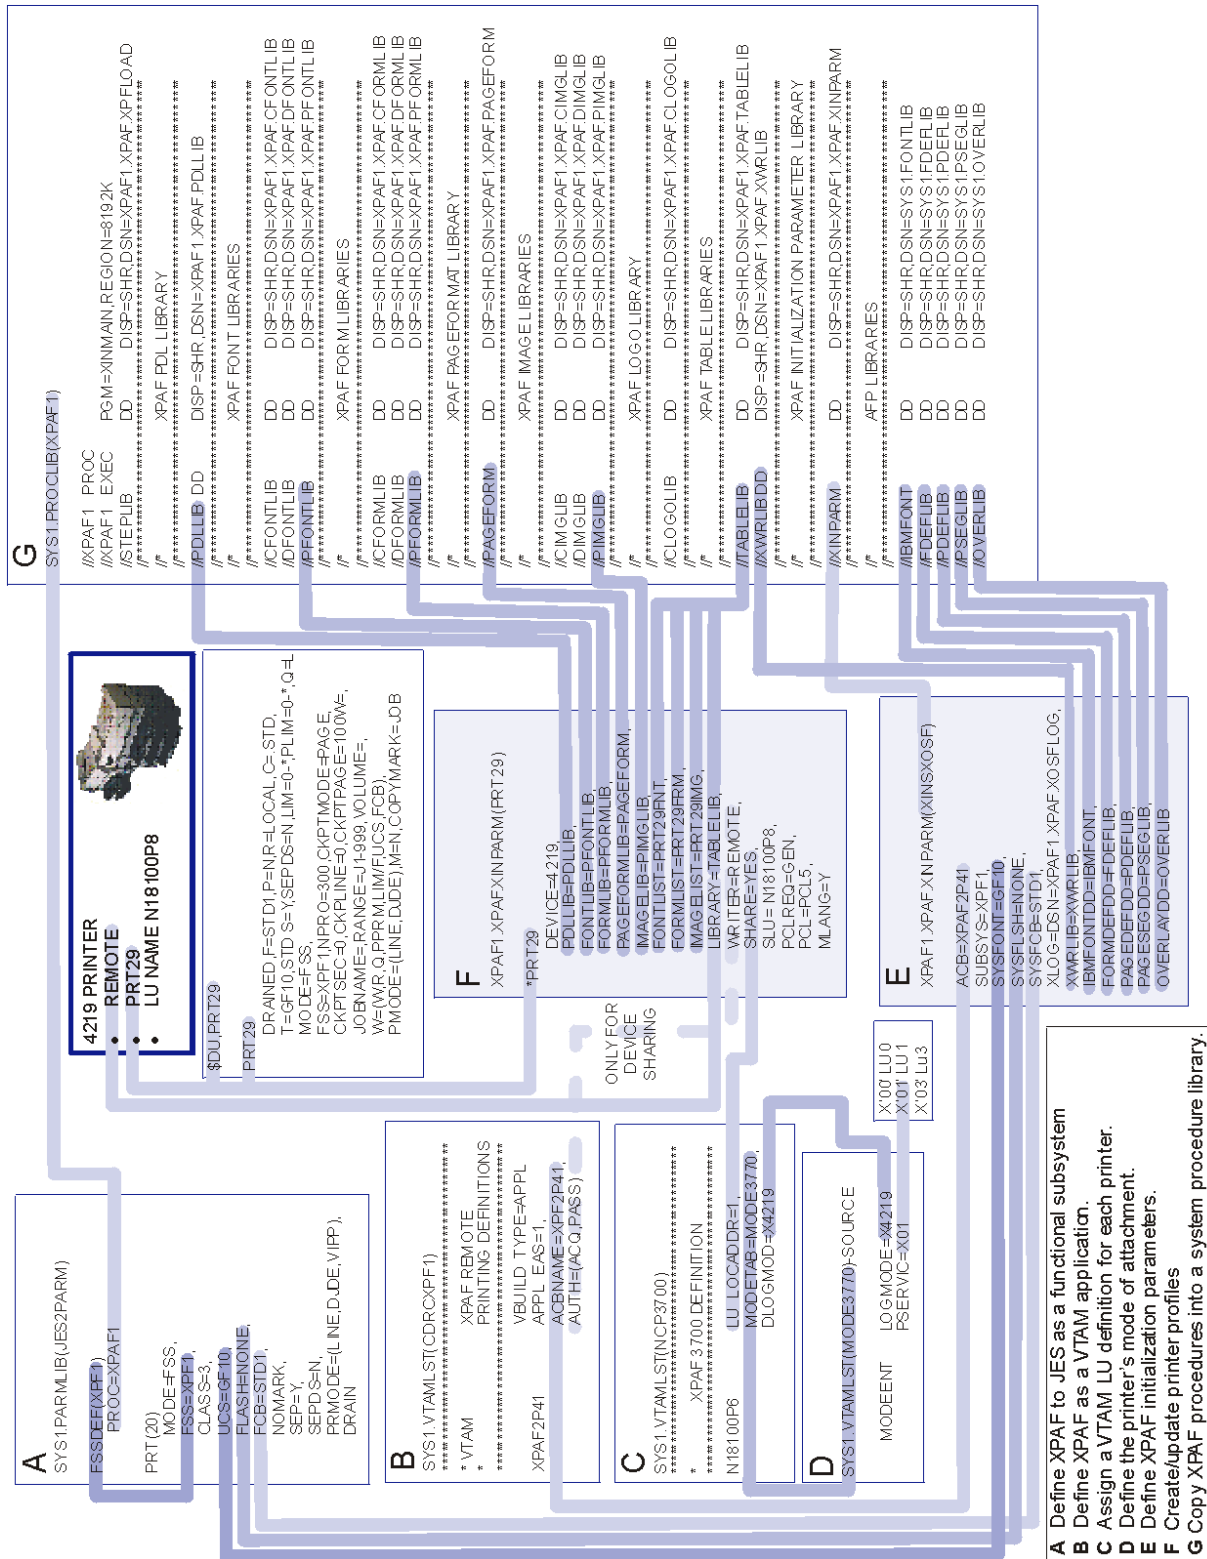 A
SYS1.PARMLIB(JES2PARM)
FSSDEF(XPF1)
PROC=XPAF1
PRT(20)
MODE=FSS,
FSS=XPF1,
CLASS=3,
UCS=GF10,
FLASH=NONE,
FCB=STD1,
NOMARK,
SEP=Y,
SEPDS=N,
PRMODE=(LINE,DJDE,VIPP),
DRAIN
B
SYS1.VTAMLST(CDRCXPF1)
* VTAM XPAF REMOTE
* PRINTING DEFINITIONS
VBUILD TYPE=APPL
XPAF2P41 APPL EAS=1,
ACBNAME=XPF2P41,
AUTH=(ACQ,PASS)
C
SYS1.VTAMLST(NCP3700)
* XPAF 3700 DEFINITION
N18100P6 LU LOCADDR=1,
MODETAB=MODE3770,
DLOGMOD=X4219
D
SYS1.VTAMLST(MODE3770)-SOURCE
MODEENT LOGMODE=X4219
PSERVIC=X01
X'00' LU0
X'01' LU1
X'03' Lu3
4219 PRINTER
• REMOTE
• PRT29
• LU NAME N18100P8
$DU,PRT29
PRT29
DRAINED,F=STD1,P=N,R=LOCAL,C=:STD,
T=GF10,STD S=Y,SEPDS=N,LIM=0-*,PLIM=0-*,Q=L
MODE=FSS,
FSS=XPF1,NPRO=300,CKPTMODE=PAGE,
CKPTSEC=0,CKPLINE=0,CKPTPAGE=100W=,
JOBNAME=,RANGE=J1-999,VOLUME=,
W=(W,R,Q,PPRM,LIM/F,UCS,FCB),
PMODE=(LINE,DJDE),M=N,COPYMARK=JOB
ONLY FOR
DEVICE
SHARING
F
XPAF1.XPAFXINPARM(PRT29)
*PRT29
DEVICE=4219,
PDLLIB=PDLLIB,
FONTLIB=PFONTLIB,
FORMLIB=PFORMLIB,
PAGEFORMLIB=PAGEFORM,
IMAGELIB=PIMGLIB,
FONTLIST=PRT29FNT,
FORMLIST=PRT29FRM,
IMAGELIST=PRT29IMG,
LIBRARY=TABLELIB,
WRITER=REMOTE,
SHARE=YES,
SLU= N18100P8,
PCLREQ=GEN,
PCL=PCL5,
MLANG=Y
E
XPAF1.XPAF.XINPARM(XINSXOSF)
ACB=XPAF2P41
SUBSYS=XPF1,
SYSFONT=GF10,
SYSFLSH=NONE,
SYSFCB=STD1,
XLOG=DSN=XPAF1.XPAF.XOSFLOG,
XWRLIB=XWRLIB,
IBMFONTDD=IBMFONT,
FORMDEFDD=FDEFLIB,
PAGEDEFDD=PDEFLIB,
PAGESEGDD=PSEGLIB,
OVERLAYDD=OVERLIB
G
SYS1.PROCLIB(XPAF1)
//XPAF1 PROC
//XPAF1 EXEC PGM=XINMAIN,REGION=8192K
//STEPLIB DD DISP=SHR,DSN=XPAF1.XPAF.XPFLOAD
//* XPAF PDL LIBRARY
//PDLLIB DD DISP=SHR,DSN=XPAF1.XPAF.PDLLIB
//* XPAF FONT LIBRARIES
//CFONTLIB DD DISP=SHR,DSN=XPAF1.XPAF.CFONTLIB
//DFONTLIB DD DISP=SHR,DSN=XPAF1.XPAF.DFONTLIB
//PFONTLIB DD DISP=SHR,DSN=XPAF1.XPAF.PFONTLIB
//* XPAF FORM LIBRARIES
//CFORMLIB DD DISP=SHR,DSN=XPAF1.XPAF.CFORMLIB
//DFORMLIB DD DISP=SHR,DSN=XPAF1.XPAF.DFORMLIB
//PFORMLIB DD DISP=SHR,DSN=XPAF1.XPAF.PFORMLIB
//* XPAF PAGEFORMAT LIBRARY
//PAGEFORM DD DISP=SHR,DSN=XPAF1.XPAF.PAGEFORM
//* XPAF IMAGE LIBRARIES
//CIMGLIB DD DISP=SHR,DSN=XPAF1.XPAF.CIMGLIB
//DIMGLIB DD DISP=SHR,DSN=XPAF1.XPAF.DIMGLIB
//PIMGLIB DD DISP=SHR,DSN=XPAF1.XPAF.PIMGLIB
//* XPAF LOGO LIBRARY
//CLOGOLIB DD DISP=SHR,DSN=XPAF1.XPAF.CLOGOLIB
//* XPAF TABLE LIBRARIES
//TABLELIB DD DISP=SHR,DSN=XPAF1.XPAF.TABLELIB
//XWRLIB DD DISP=SHR,DSN=XPAF1.XPAF.XWRLIB
//* XPAF INITIALIZATION PARAMETER LIBRARY
//XINPARM DD DISP=SHR,DSN=XPAF1.XPAF.XINPARM
//* AFP LIBRARIES
//IBMFONT DD DISP=SHR,DSN=SYS1.FONTLIB
//FDEFLIB DD DISP=SHR,DSN=SYS1.FDEFLIB
//PDEFLIB DD DISP=SHR,DSN=SYS1.PDEFLIB
//PSEGLIB DD DISP=SHR,DSN=SYS1.PSEGLIB
//OVERLIB DD DISP=SHR,DSN=SYS1.OVERLIB
A Define XPAF to JES as a functional subsystem
B Define XPAF as a VTAM application.
C Assign a VTAM LU definition for each printer.
D Define the printer's mode of attachment.
E Define XPAF initialization parameters.
F Create/update printer profiles
G Copy XPAF procedures into a system procedure library.